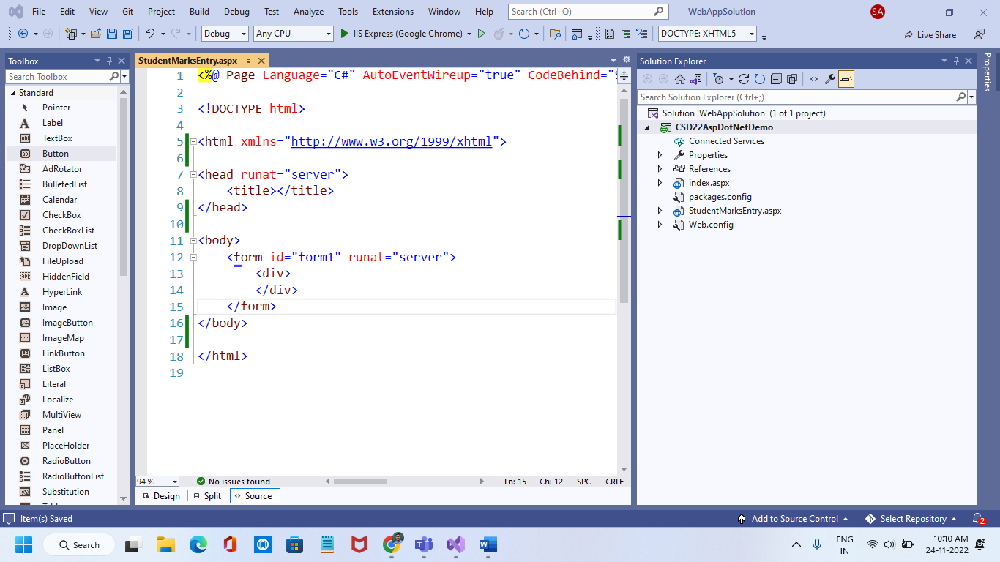 File Edit View Git Project Build Debug Test Analyze Tools Extensions Window Help Search (Ctrl+Q) WebAppSolution SA
Debug Any CPU IIS Express (Google Chrome) DOCTYPE: XHTML5 Live Share
Toolbox
Search Toolbox
Standard
Pointer
Label
TextBox
Button
AdRotator
BulletedList
Calendar
CheckBox
CheckBoxList
DropDownList
FileUpload
HiddenField
HyperLink
Image
ImageButton
ImageMap
LinkButton
ListBox
Literal
Localize
MultiView
Panel
PlaceHolder
RadioButton
RadioButtonList
Substitution
StudentMarksEntry.aspx
1 <%@ Page Language="C#" AutoEventWireup="true" CodeBehind="S
2
3 <!DOCTYPE html>
4
5 <html xmlns="http://www.w3.org/1999/xhtml">
6
7 <head runat="server">
8 <title></title>
9 </head>
10
11 <body>
12 <form id="form1" runat="server">
13 <div>
14 </div>
15 </form>
16 </body>
17
18 </html>
19
94 % No issues found Ln: 15 Ch: 12 SPC CRLF
Design Split Source
Solution Explorer
Search Solution Explorer (Ctrl+;)
Solution 'WebAppSolution' (1 of 1 project)
CSD22AspDotNetDemo
Connected Services
Properties
References
index.aspx
packages.config
StudentMarksEntry.aspx
Web.config
Properties
Item(s) Saved Add to Source Control Select Repository 2
Search
ENG
IN
10:10 AM
24-11-2022